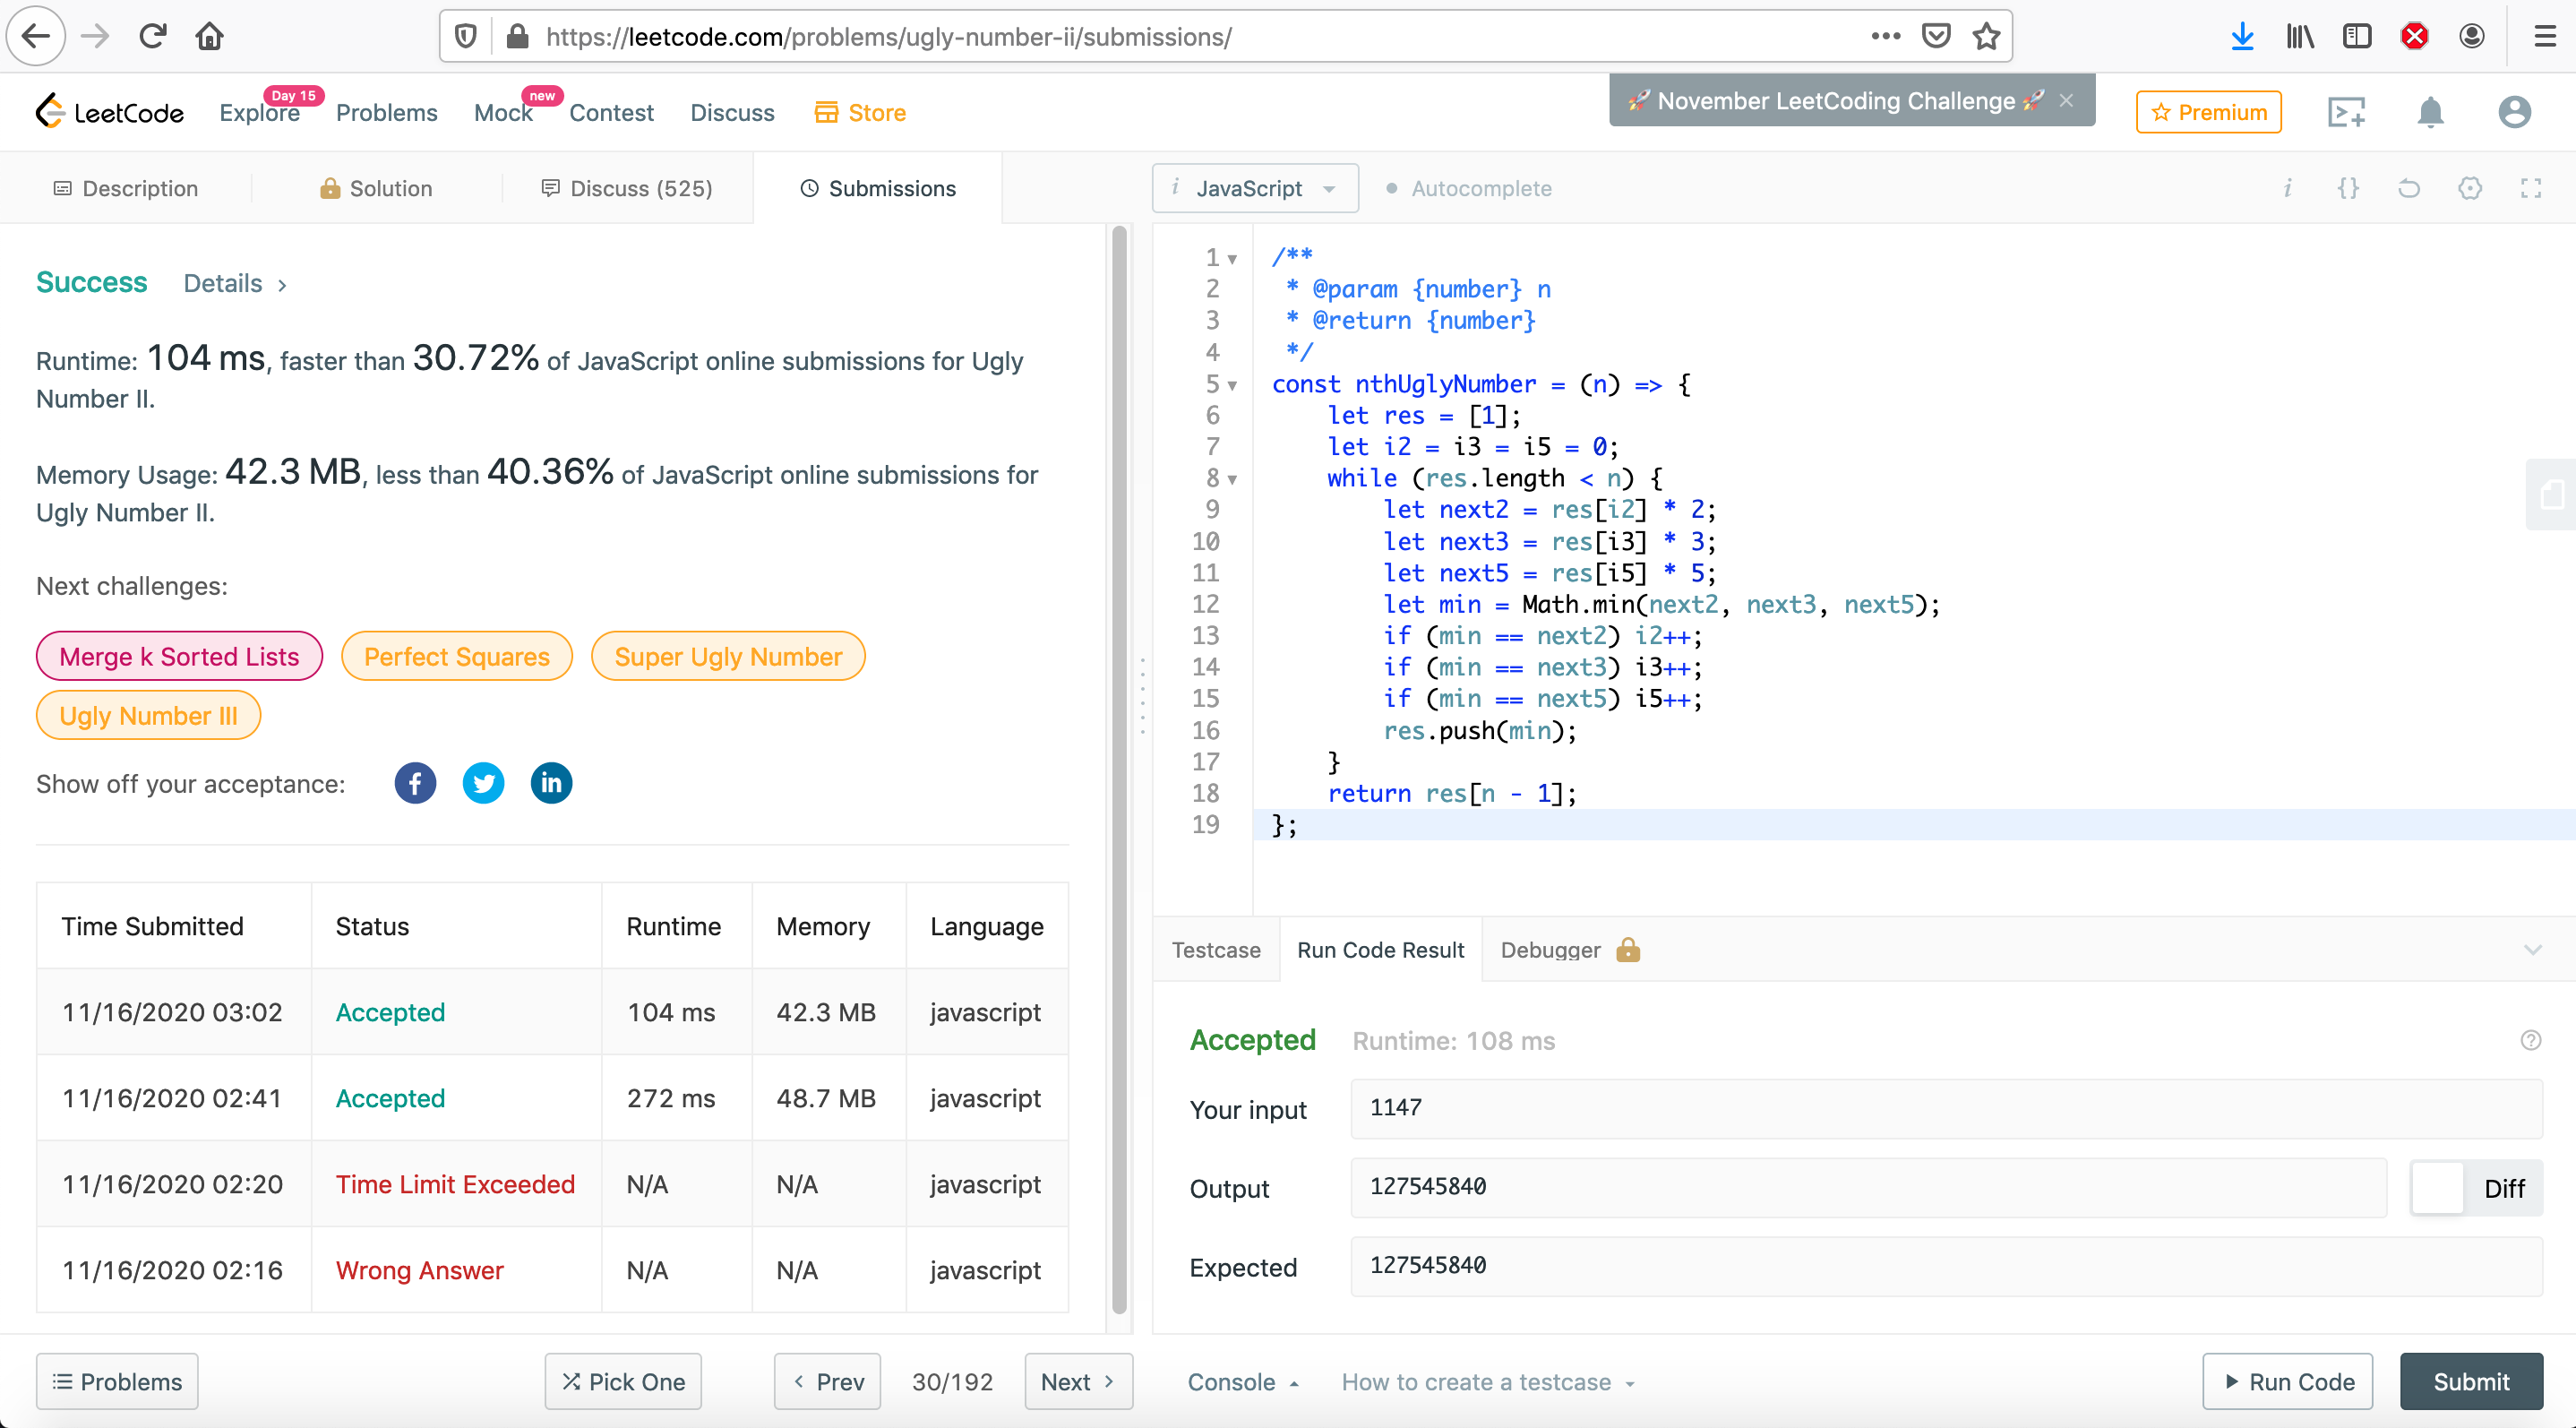 https://leetcode.com/problems/ugly-number-ii/submissions/
LeetCode
Explore
Day 15
Problems
Mock
new
Contest
Discuss
Store
🚀 November LeetCoding Challenge 🚀 ×
Premium
Description
Solution
Discuss (525)
Submissions
i JavaScript
Autocomplete
Success Details >
Runtime: 104 ms, faster than 30.72% of JavaScript online submissions for Ugly
Number II.
Memory Usage: 42.3 MB, less than 40.36% of JavaScript online submissions for
Ugly Number II.
Next challenges:
Merge k Sorted Lists
Perfect Squares
Super Ugly Number
Ugly Number III
Show off your acceptance:
Time Submitted Status Runtime Memory Language
11/16/2020 03:02 Accepted 104 ms 42.3 MB javascript
11/16/2020 02:41 Accepted 272 ms 48.7 MB javascript
11/16/2020 02:20 Time Limit Exceeded N/A N/A javascript
11/16/2020 02:16 Wrong Answer N/A N/A javascript
1 /**
2  * @param {number} n
3  * @return {number}
4  */
5 const nthUglyNumber = (n) => {
6     let res = [1];
7     let i2 = i3 = i5 = 0;
8     while (res.length < n) {
9         let next2 = res[i2] * 2;
10         let next3 = res[i3] * 3;
11         let next5 = res[i5] * 5;
12         let min = Math.min(next2, next3, next5);
13         if (min == next2) i2++;
14         if (min == next3) i3++;
15         if (min == next5) i5++;
16         res.push(min);
17     }
18     return res[n - 1];
19 };
Testcase
Run Code Result
Debugger
Accepted Runtime: 108 ms
Your input 1147
Output 127545840
Diff
Expected 127545840
Problems
Pick One
< Prev
30/192
Next >
Console
How to create a testcase
Run Code
Submit